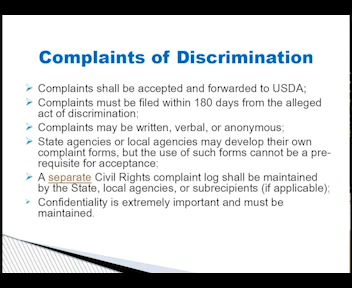 Complaints of Discrimination
Complaints shall be accepted and forwarded to USDA;
Complaints must be filed within 180 days from the alleged
act of discrimination;
Complaints may be written, verbal, or anonymous;
State agencies or local agencies may develop their own
complaint forms, but the use of such forms cannot be a pre-
requisite for acceptance;
A separate Civil Rights complaint log shall be maintained
by the State, local agencies, or subrecipients (if applicable);
Confidentiality is extremely important and must be
maintained.